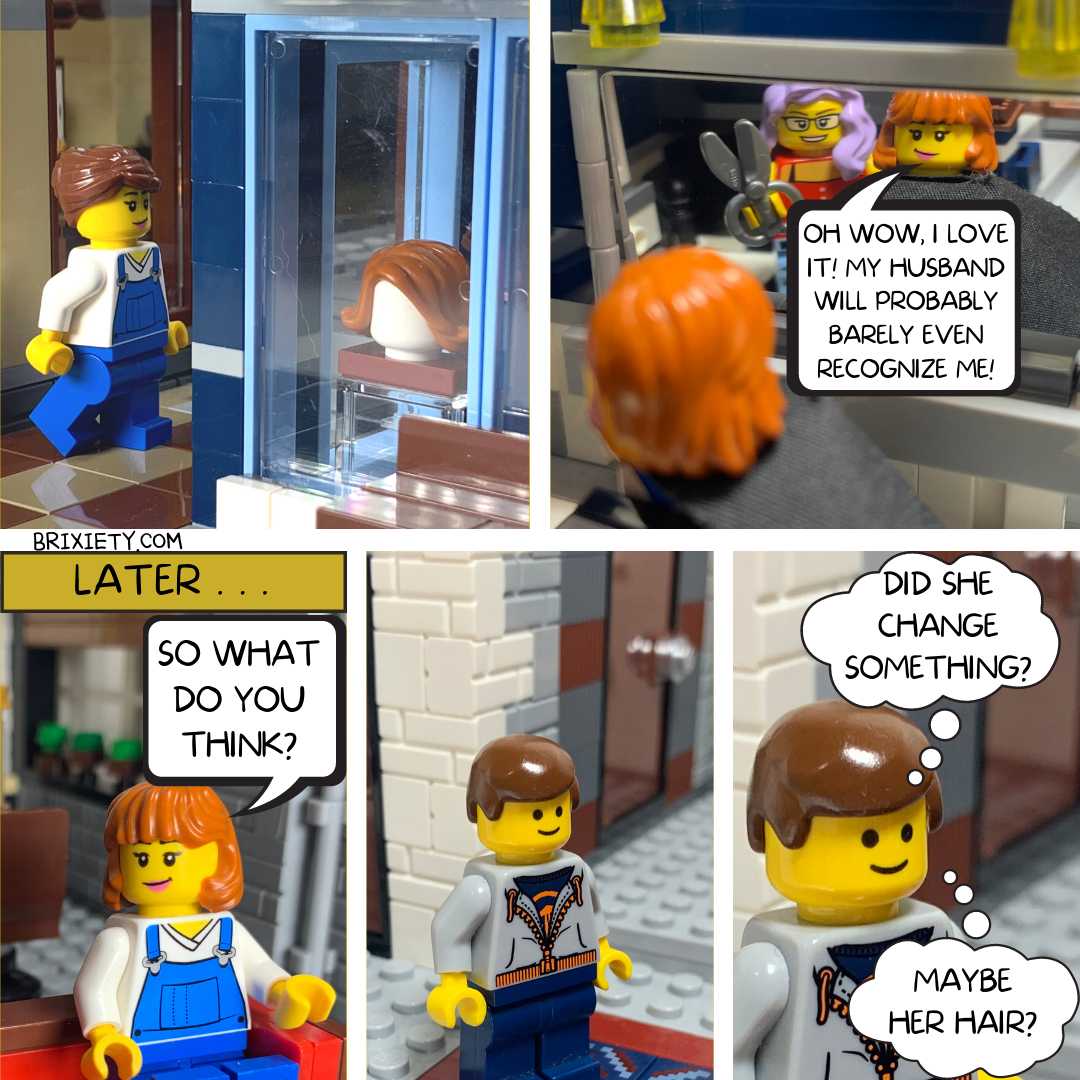 OH WOW, I LOVE
IT! MY HUSBAND
WILL PROBABLY
BARELY EVEN
RECOGNIZE ME!
BRIXIETY.COM
LATER . . .
SO WHAT
DO YOU
THINK?
DID SHE
CHANGE
SOMETHING?
MAYBE
HER HAIR?